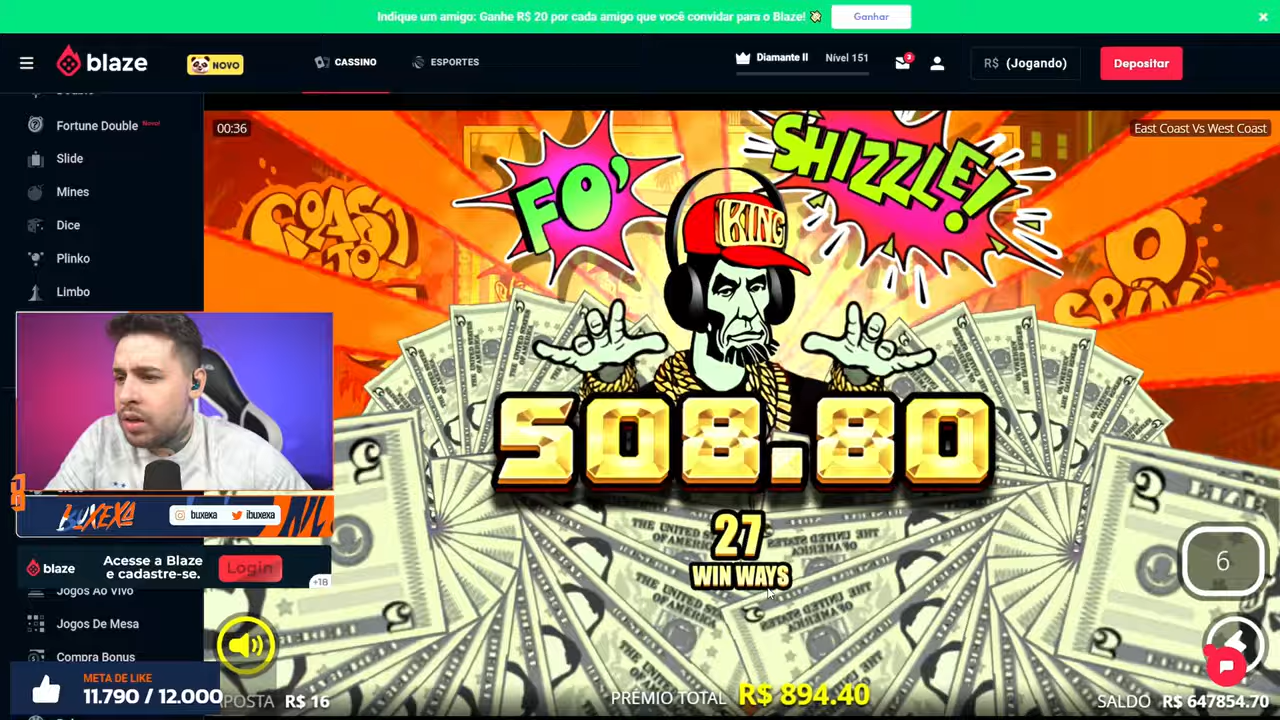 Indique um amigo: Ganhe R$ 20 por cada amigo que você convidar para o Blaze!
Ganhar
blaze
NOVO
CASSINO
ESPORTES
Diamante II
Nível 151
3
R$ (Jogando)
Depositar
Fortune Double Novo!
Slide
Mines
Dice
Plinko
Limbo
00:36
East Coast Vs West Coast
FO'
SHIZZLE!
KING
508.80
27
WIN WAYS
6
BUXEXA
buxexa
ibuxexa
blaze
Acesse a Blaze
e cadastre-se.
Login
+18
Jogos Ao Vivo
Jogos De Mesa
Compra Bonus
META DE LIKE
11.790 / 12.000
POSTA R$ 16
PRÊMIO TOTAL R$ 894.40
SALDO R$ 647854.70